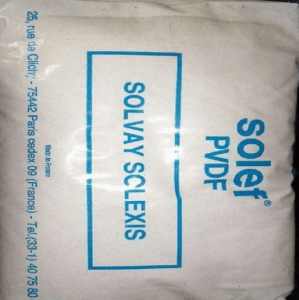 solef®
PVDF
SOLVAY SCLEXIS
Made in France
25, rue de Clichy - 75442 Paris cedex 09 (France) - Tel.(33-1) 40 75 80